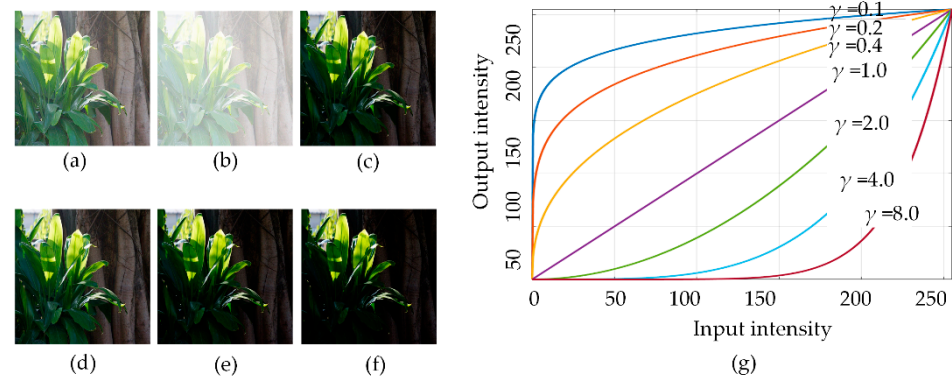 (a)
(b)
(c)
(d)
(e)
(f)
Output intensity
250
200
150
100
50
γ =0.1
γ =0.2
γ =0.4
γ =1.0
γ =2.0
γ =4.0
γ =8.0
0 50 100 150 200 250
Input intensity
(g)